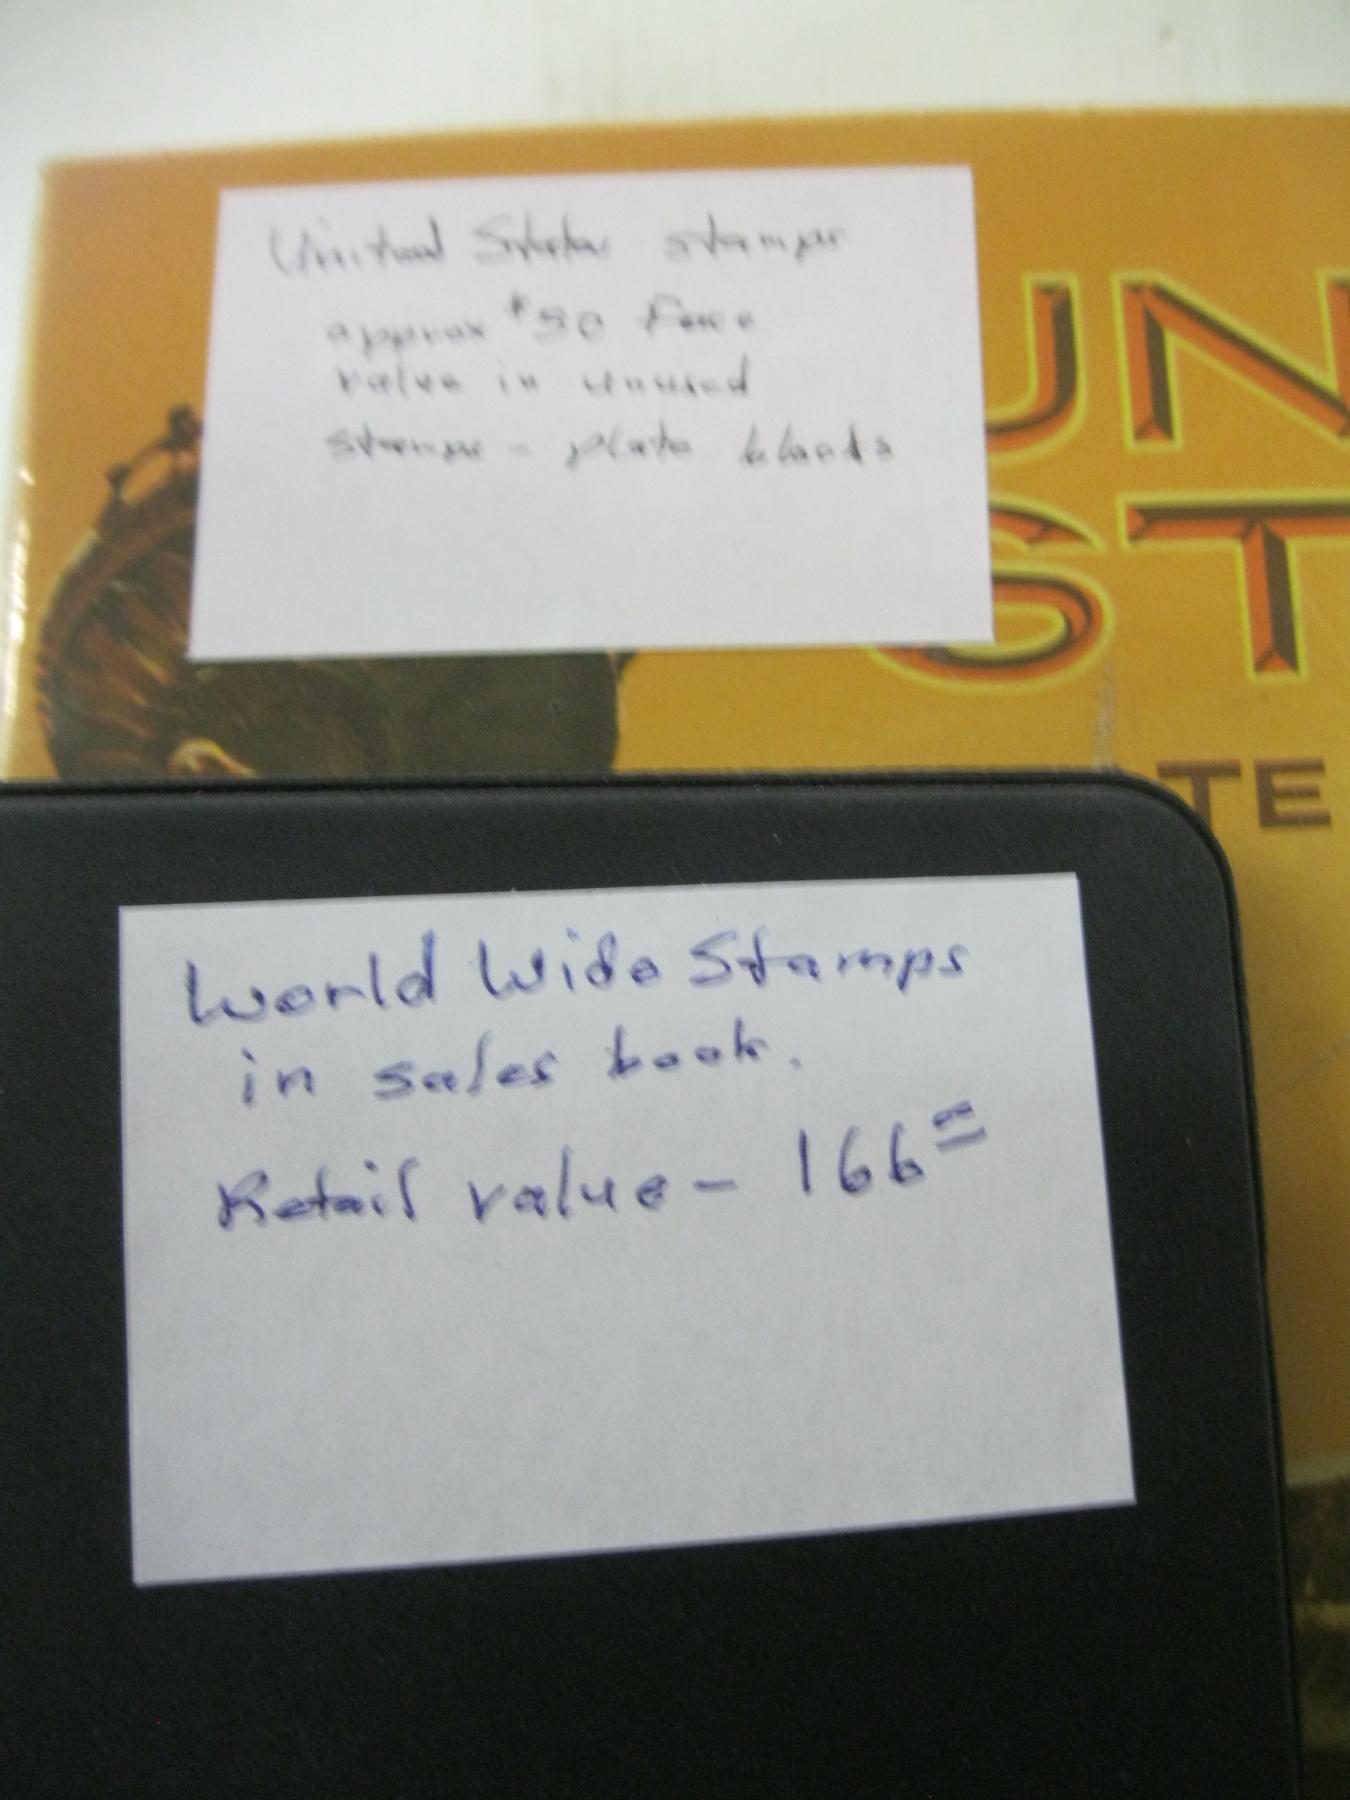 United States stamps
approx $50 face
value in unused
stamps - plate blocks
UN
ST
TE
World Wide Stamps
in sales book.
Retail value - 166